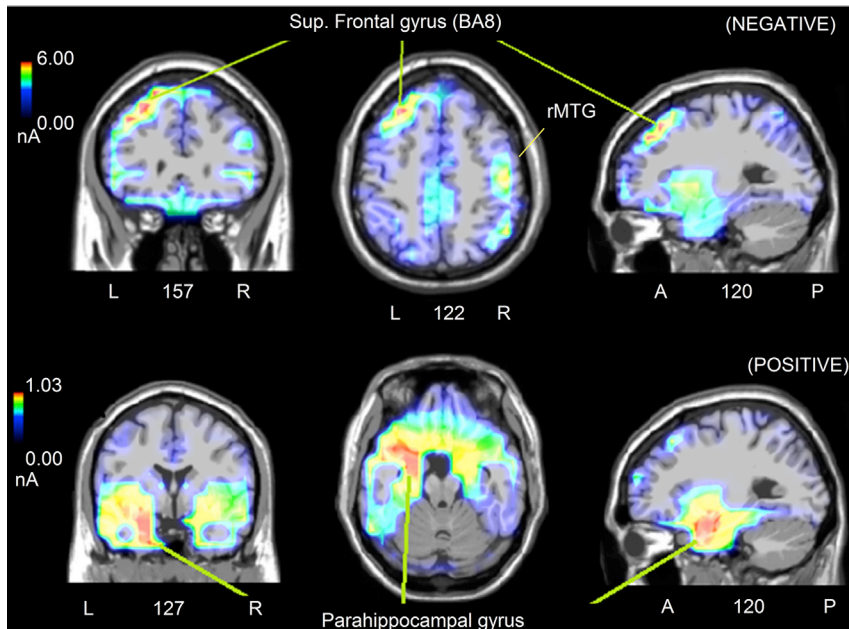 Sup. Frontal gyrus (BA8)
(NEGATIVE)
6.00
0.00
nA
rMTG
L 157 R
L 122 R
A 120 P
(POSITIVE)
1.03
0.00
nA
L 127 R
A 120 P
Parahippocampal gyrus